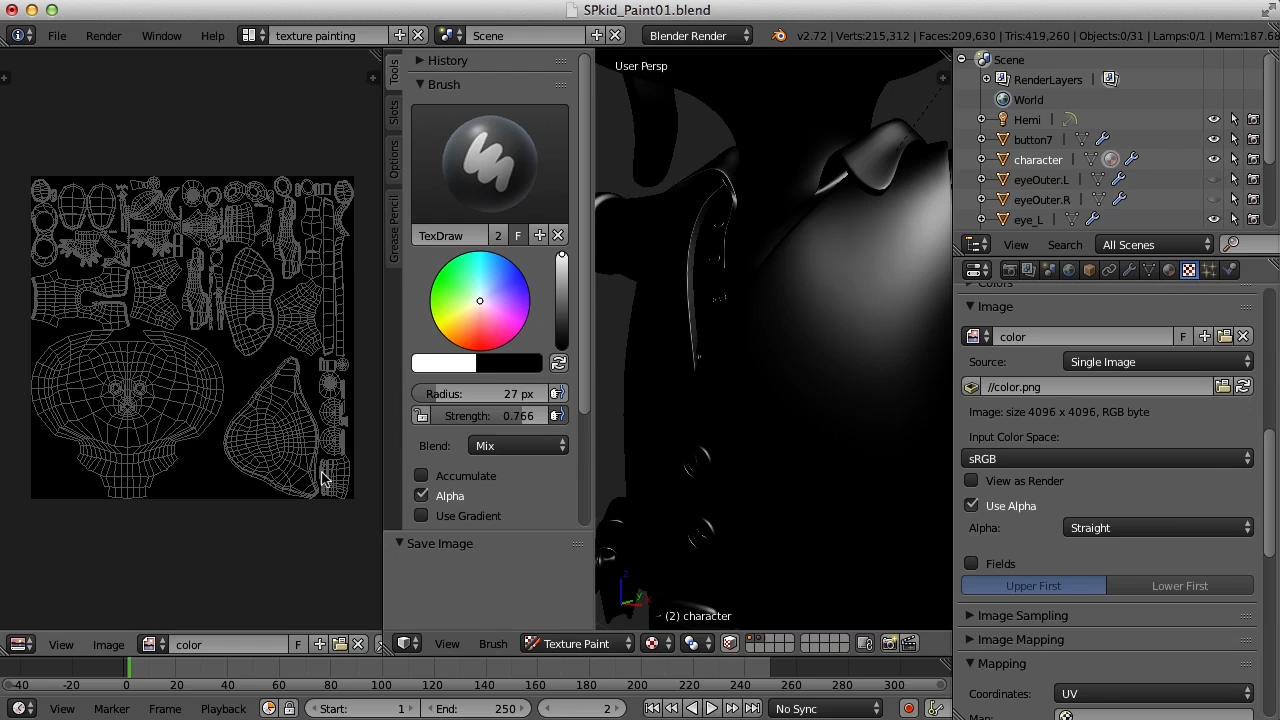 SPkid_Paint01.blend
File Render Window Help texture painting Scene Blender Render v2.72 | Verts:215,312 | Faces:209,630 | Tris:419,260 | Objects:0/31 | Lamps:0/1 | Mem:187.68
History
Brush
TexDraw 2 F
Radius: 27 px
Strength: 0.766
Blend: Mix
Accumulate
Alpha
Use Gradient
Save Image
Tools
Slots
Options
Grease Pencil
User Persp
(2) character
Scene
RenderLayers
World
Hemi
button7
character
eyeOuter.L
eyeOuter.R
eye_L
View Search All Scenes
Colors
Image
color F
Source: Single Image
//color.png
Image: size 4096 x 4096, RGB byte
Input Color Space:
sRGB
View as Render
Use Alpha
Alpha: Straight
Fields
Upper First Lower First
Image Sampling
Image Mapping
Mapping
Coordinates: UV
Map:
View Image color F
View Brush Texture Paint
-40 -20 0 20 40 60 80 100 120 140 160 180 200 220 240 260 280 300
View Marker Frame Playback Start: 1 End: 250 2 No Sync